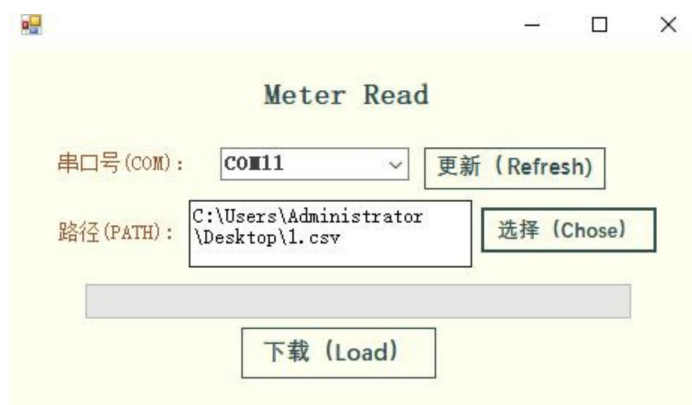 Meter Read
串口号(COM): COM11 更新（Refresh)
路径(PATH): C:\Users\Administrator
\Desktop\1.csv 选择（Chose）
下载（Load）